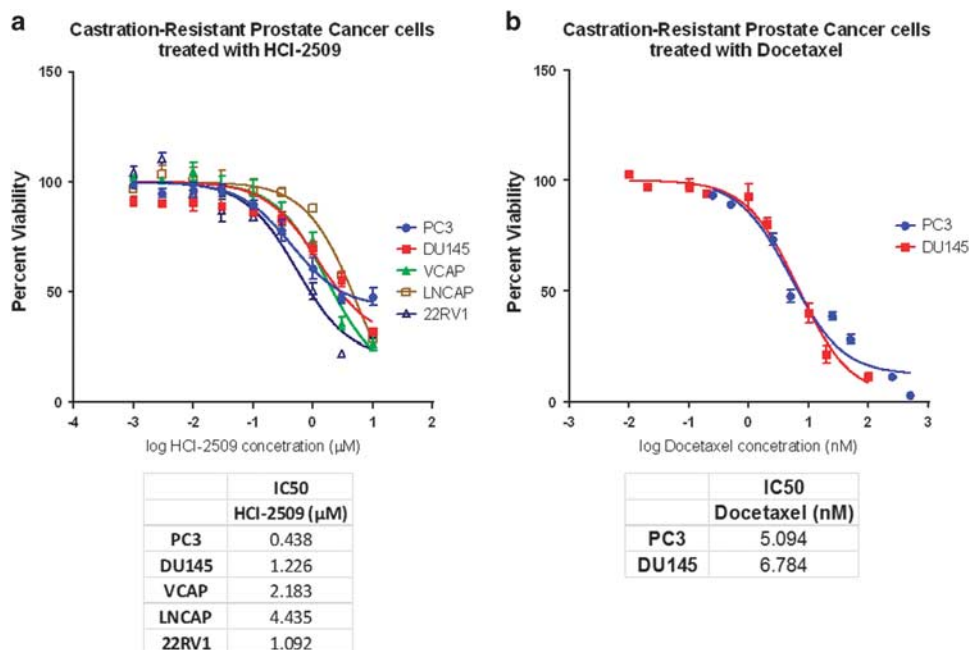 a
Castration-Resistant Prostate Cancer cells
treated with HCI-2509
150
100
50
0
Percent Viability
-4
-3
-2
-1
0
1
2
log HCI-2509 concetration (µM)
PC3
DU145
VCAP
LNCAP
22RV1
IC50
HCI-2509 (µM)
PC3 0.438
DU145 1.226
VCAP 2.183
LNCAP 4.435
22RV1 1.092
b
Castration-Resistant Prostate Cancer cells
treated with Docetaxel
150
100
50
0
Percent Viability
-3
-2
-1
0
1
2
3
log Docetaxel concetration (nM)
PC3
DU145
IC50
Docetaxel (nM)
PC3 5.094
DU145 6.784